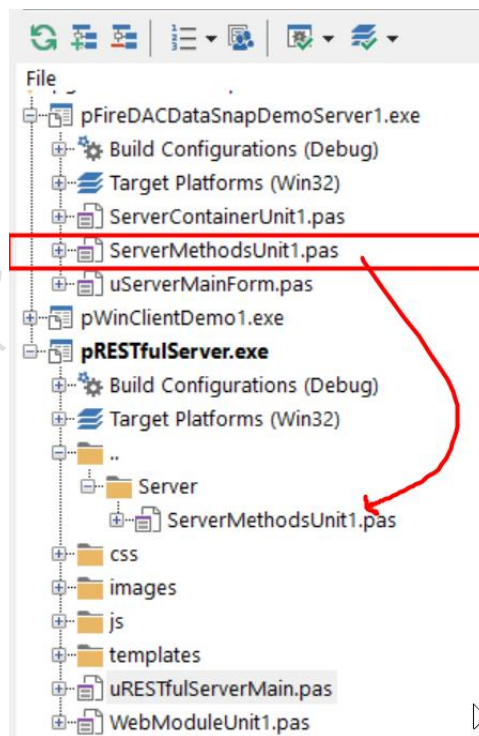 File
pFireDACDataSnapDemoServer1.exe
Build Configurations (Debug)
Target Platforms (Win32)
ServerContainerUnit1.pas
ServerMethodsUnit1.pas
uServerMainForm.pas
pWinClientDemo1.exe
pRESTfulServer.exe
Build Configurations (Debug)
Target Platforms (Win32)
..
Server
ServerMethodsUnit1.pas
css
images
js
templates
uRESTfulServerMain.pas
WebModuleUnit1.pas